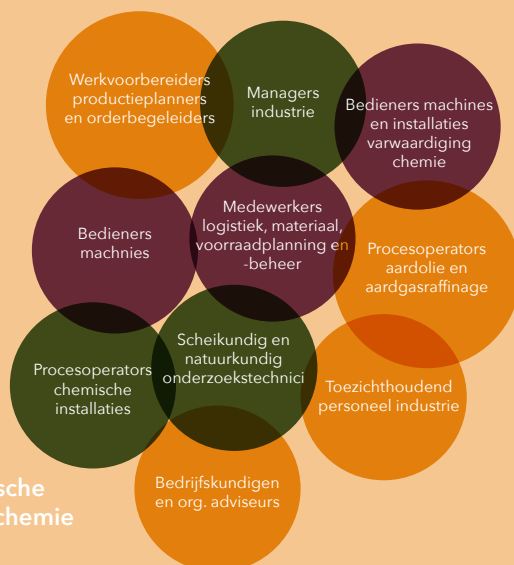 Werkvoorbereiders
productieplanners
en orderbegeleiders
Managers
industrie
Bedieners machines
en installaties
varwaardiging
chemie
Bedieners
machnies
Medewerkers
logistiek, materiaal,
voorraadplanning en
-beheer
Procesoperators
aardolie en
aardgasraffinage
Procesoperators
chemische
installaties
Scheikundig en
natuurkundig
onderzoekstechnici
Toezichthoudend
personeel industrie
Bedrijfskundigen
en org. adviseurs
sche
chemie